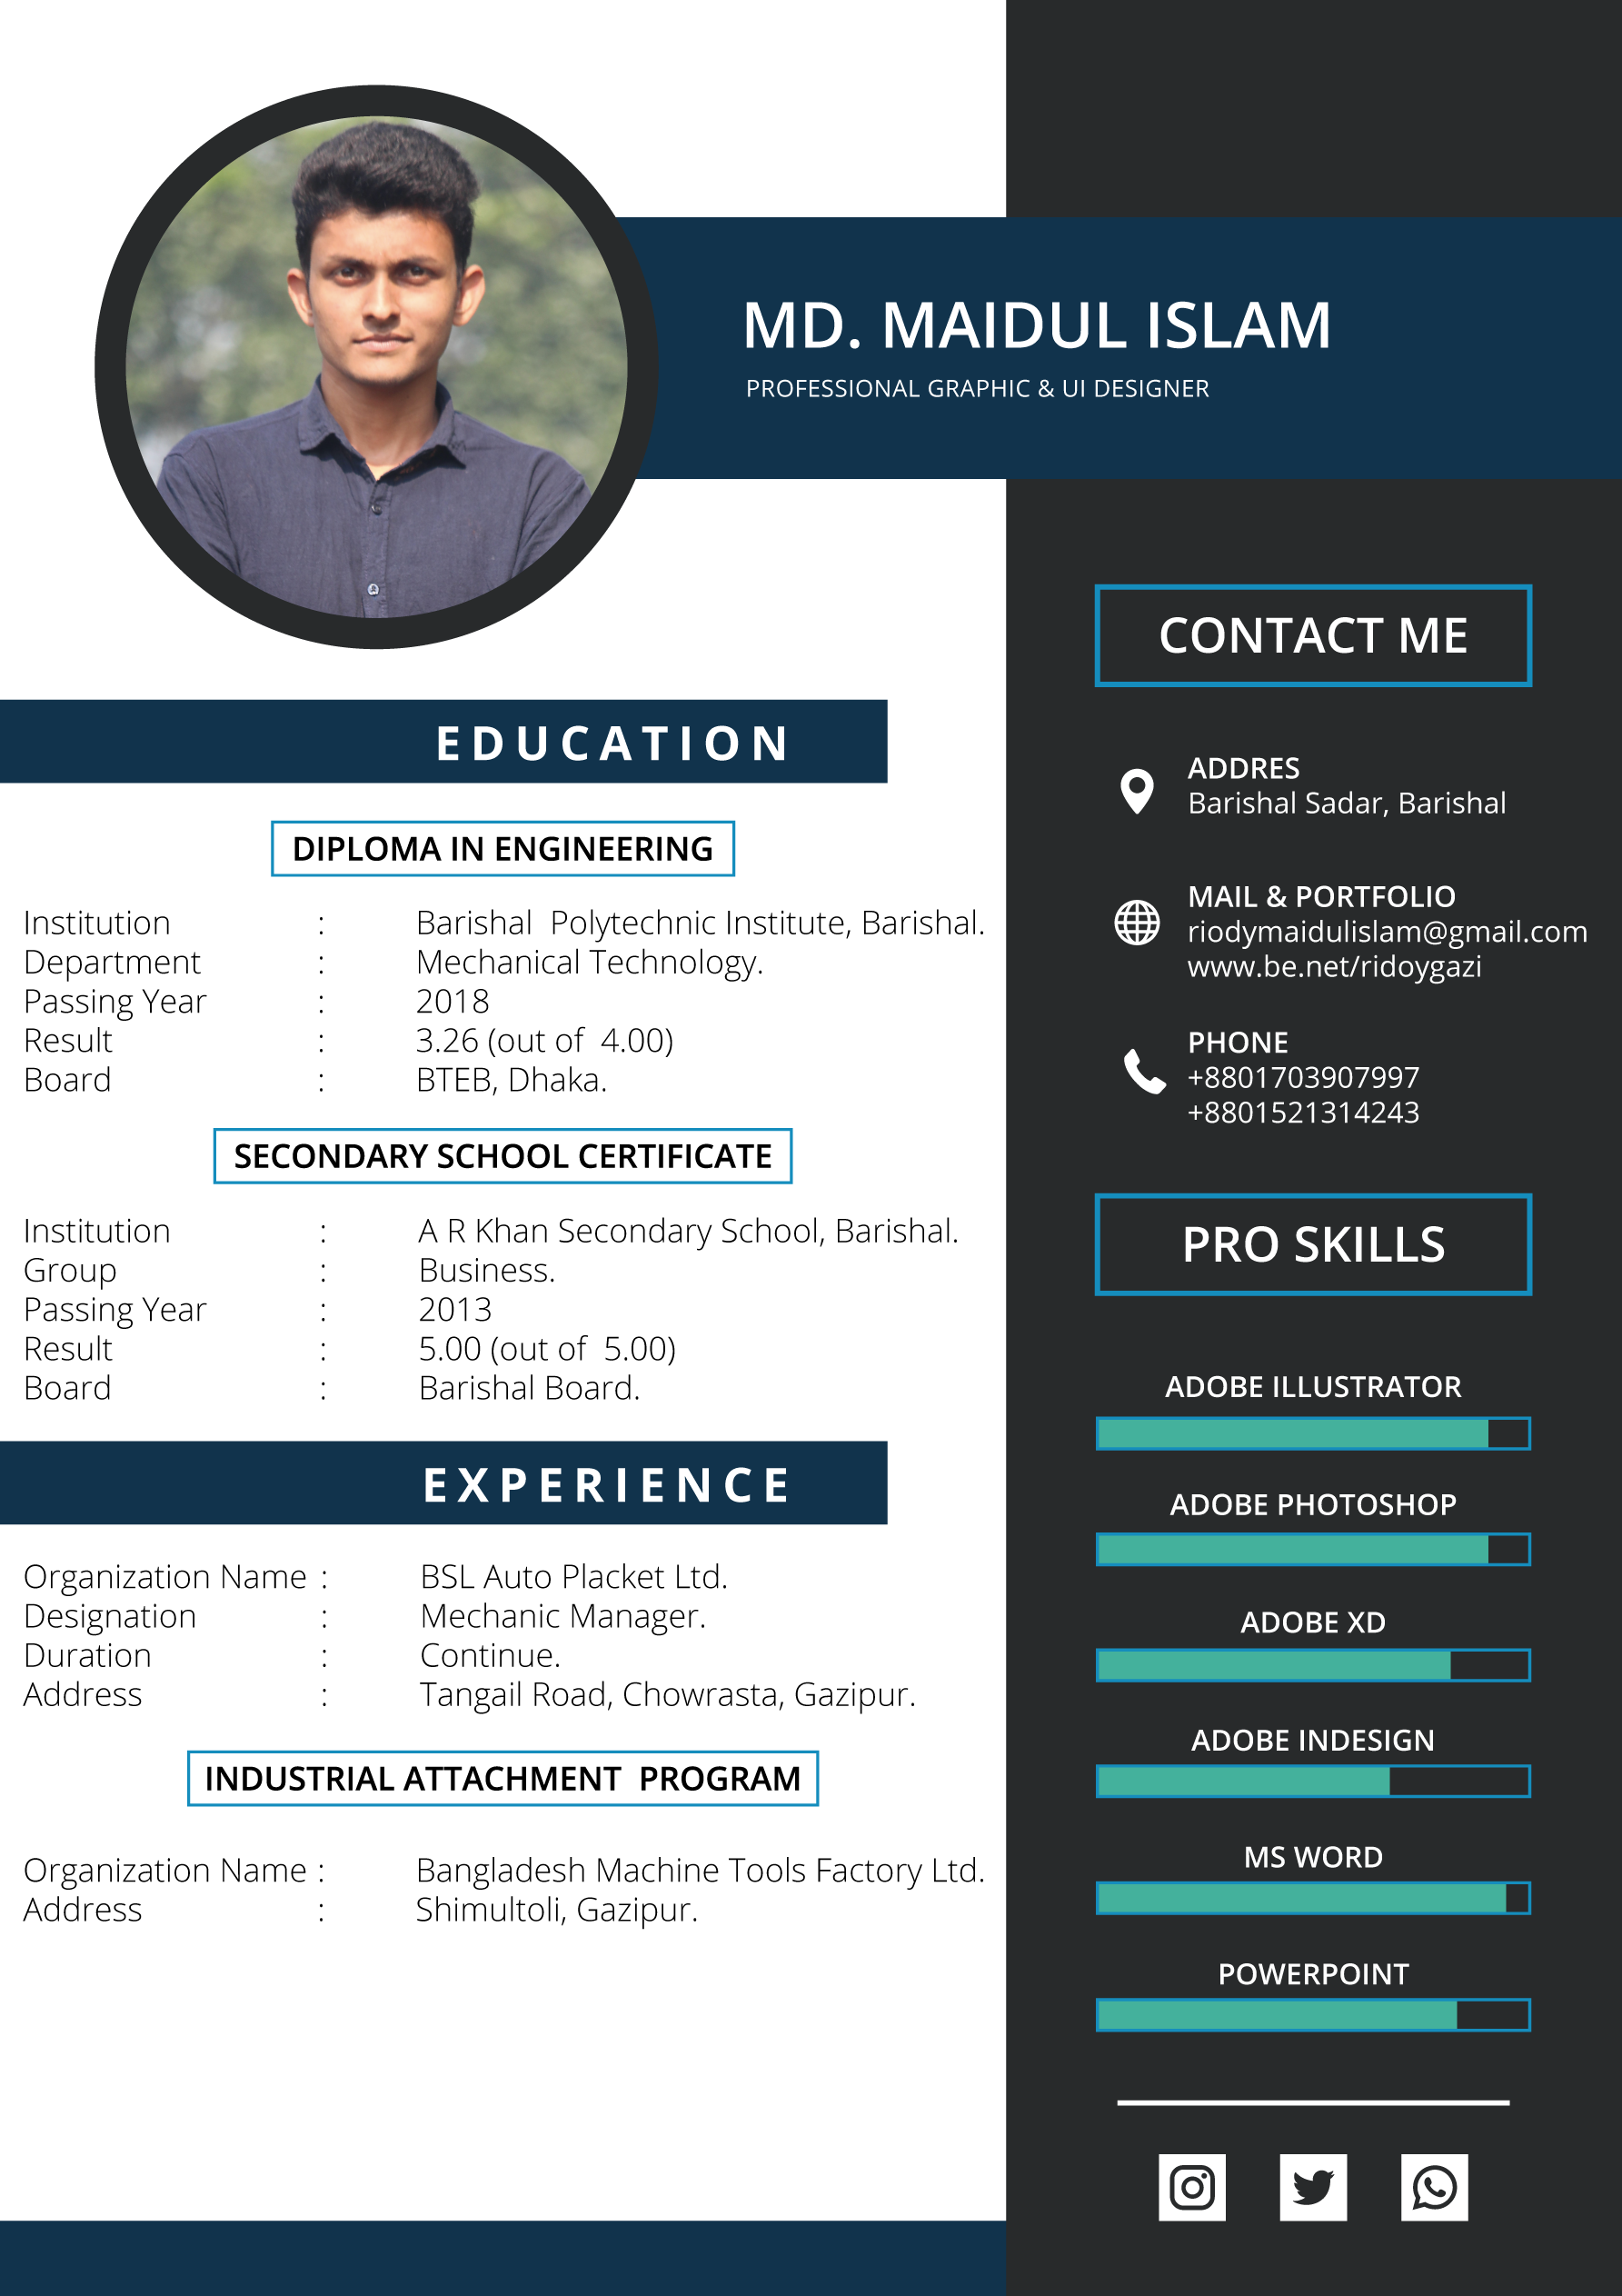 MD. MAIDUL ISLAM
PROFESSIONAL GRAPHIC & UI DESIGNER
EDUCATION
DIPLOMA IN ENGINEERING
Institution : Barishal Polytechnic Institute, Barishal.
Department : Mechanical Technology.
Passing Year : 2018
Result : 3.26 (out of 4.00)
Board : BTEB, Dhaka.
SECONDARY SCHOOL CERTIFICATE
Institution : A R Khan Secondary School, Barishal.
Group : Business.
Passing Year : 2013
Result : 5.00 (out of 5.00)
Board : Barishal Board.
EXPERIENCE
Organization Name : BSL Auto Placket Ltd.
Designation : Mechanic Manager.
Duration : Continue.
Address : Tangail Road, Chowrasta, Gazipur.
INDUSTRIAL ATTACHMENT PROGRAM
Organization Name : Bangladesh Machine Tools Factory Ltd.
Address : Shimultoli, Gazipur.
CONTACT ME
ADDRES
Barishal Sadar, Barishal
MAIL & PORTFOLIO
riodymaidulislam@gmail.com
www.be.net/ridoygazi
PHONE
+8801703907997
+8801521314243
PRO SKILLS
ADOBE ILLUSTRATOR
ADOBE PHOTOSHOP
ADOBE XD
ADOBE INDESIGN
MS WORD
POWERPOINT